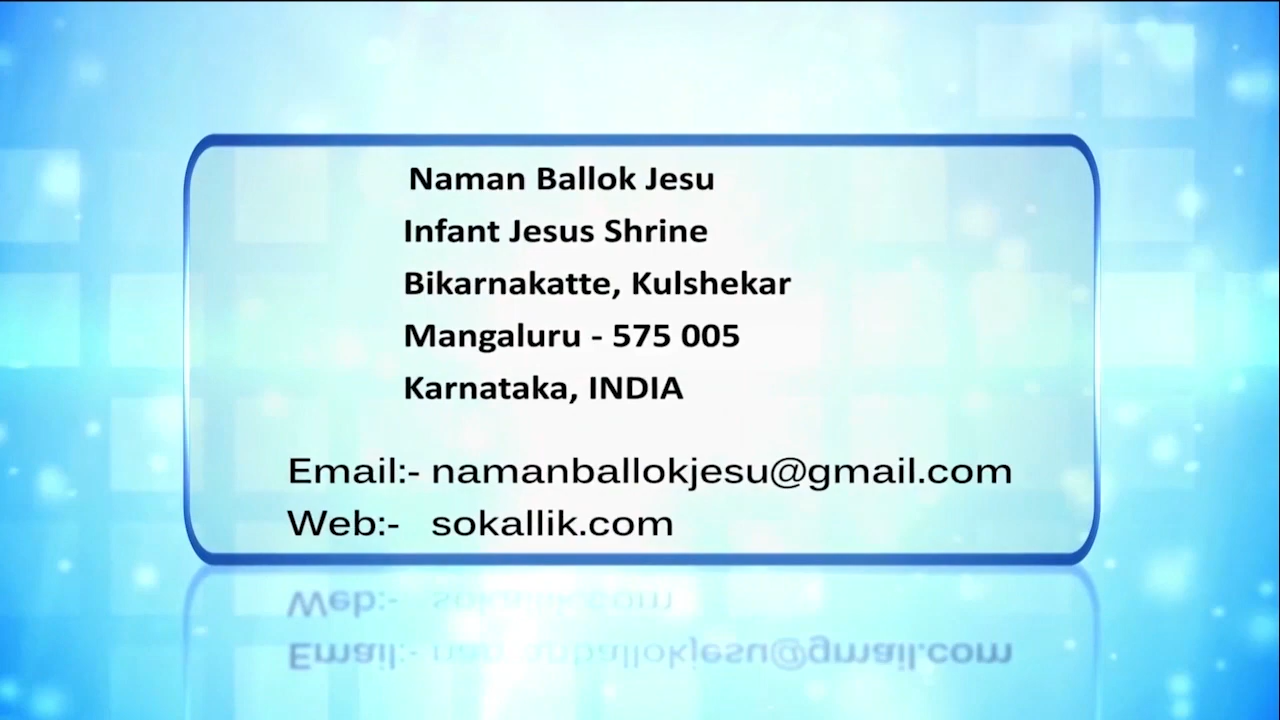 Naman Ballok Jesu
Infant Jesus Shrine
Bikarnakatte, Kulshekar
Mangaluru - 575 005
Karnataka, INDIA
Email:- namanballokjesu@gmail.com
Web:- sokallik.com